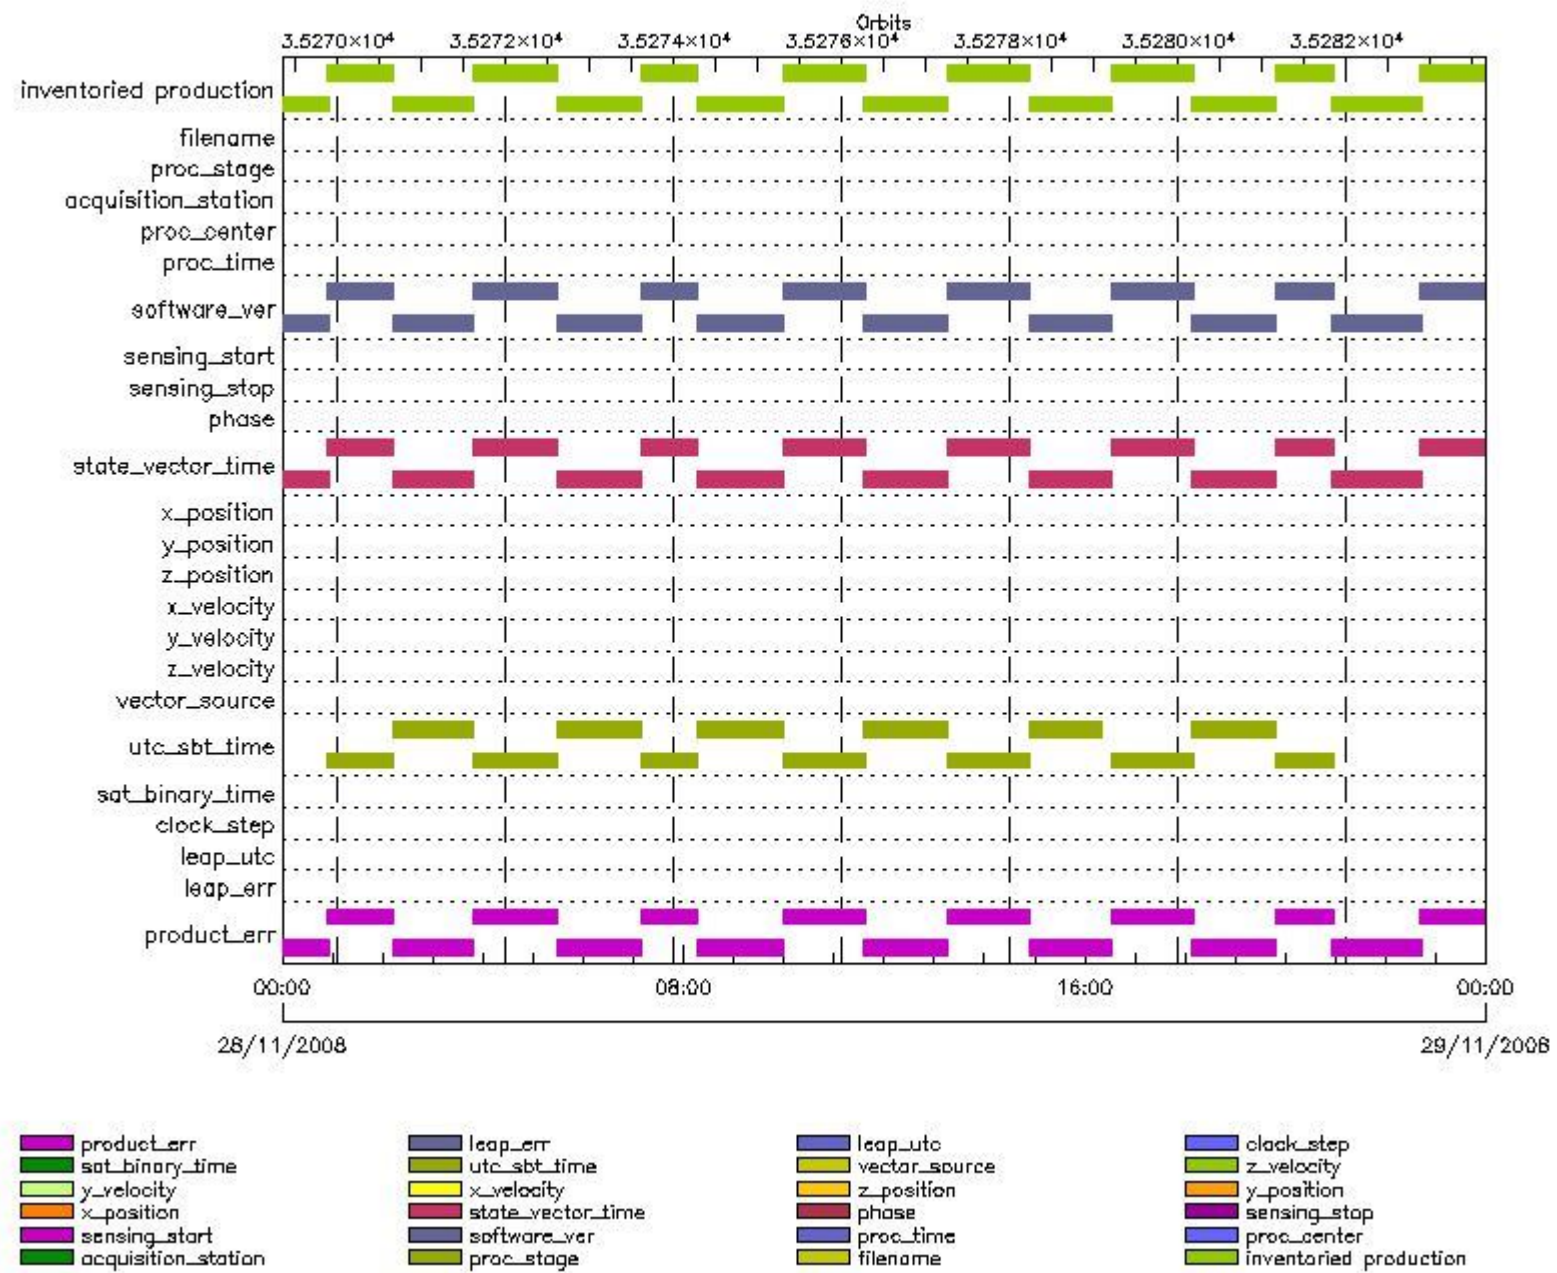 Orbits
3.5270×10⁴ 3.5272×10⁴ 3.5274×10⁴ 3.5276×10⁴ 3.5278×10⁴ 3.5280×10⁴ 3.5282×10⁴
inventoried production
filename
proc_stage
acquisition_station
proc_center
proc_time
software_ver
sensing_start
sensing_stop
phase
state_vector_time
x_position
y_position
z_position
x_velocity
y_velocity
z_velocity
vector_source
utc_sbt_time
sat_binary_time
clock_step
leap_utc
leap_err
product_err
00:00 08:00 16:00 00:00
28/11/2008 29/11/2008
product_err leap_err leap_utc clock_step
sat_binary_time utc_sbt_time vector_source z_velocity
y_velocity x_velocity z_position y_position
x_position state_vector_time phase sensing_stop
sensing_start software_ver proc_time proc_center
acquisition_station proc_stage filename inventoried production